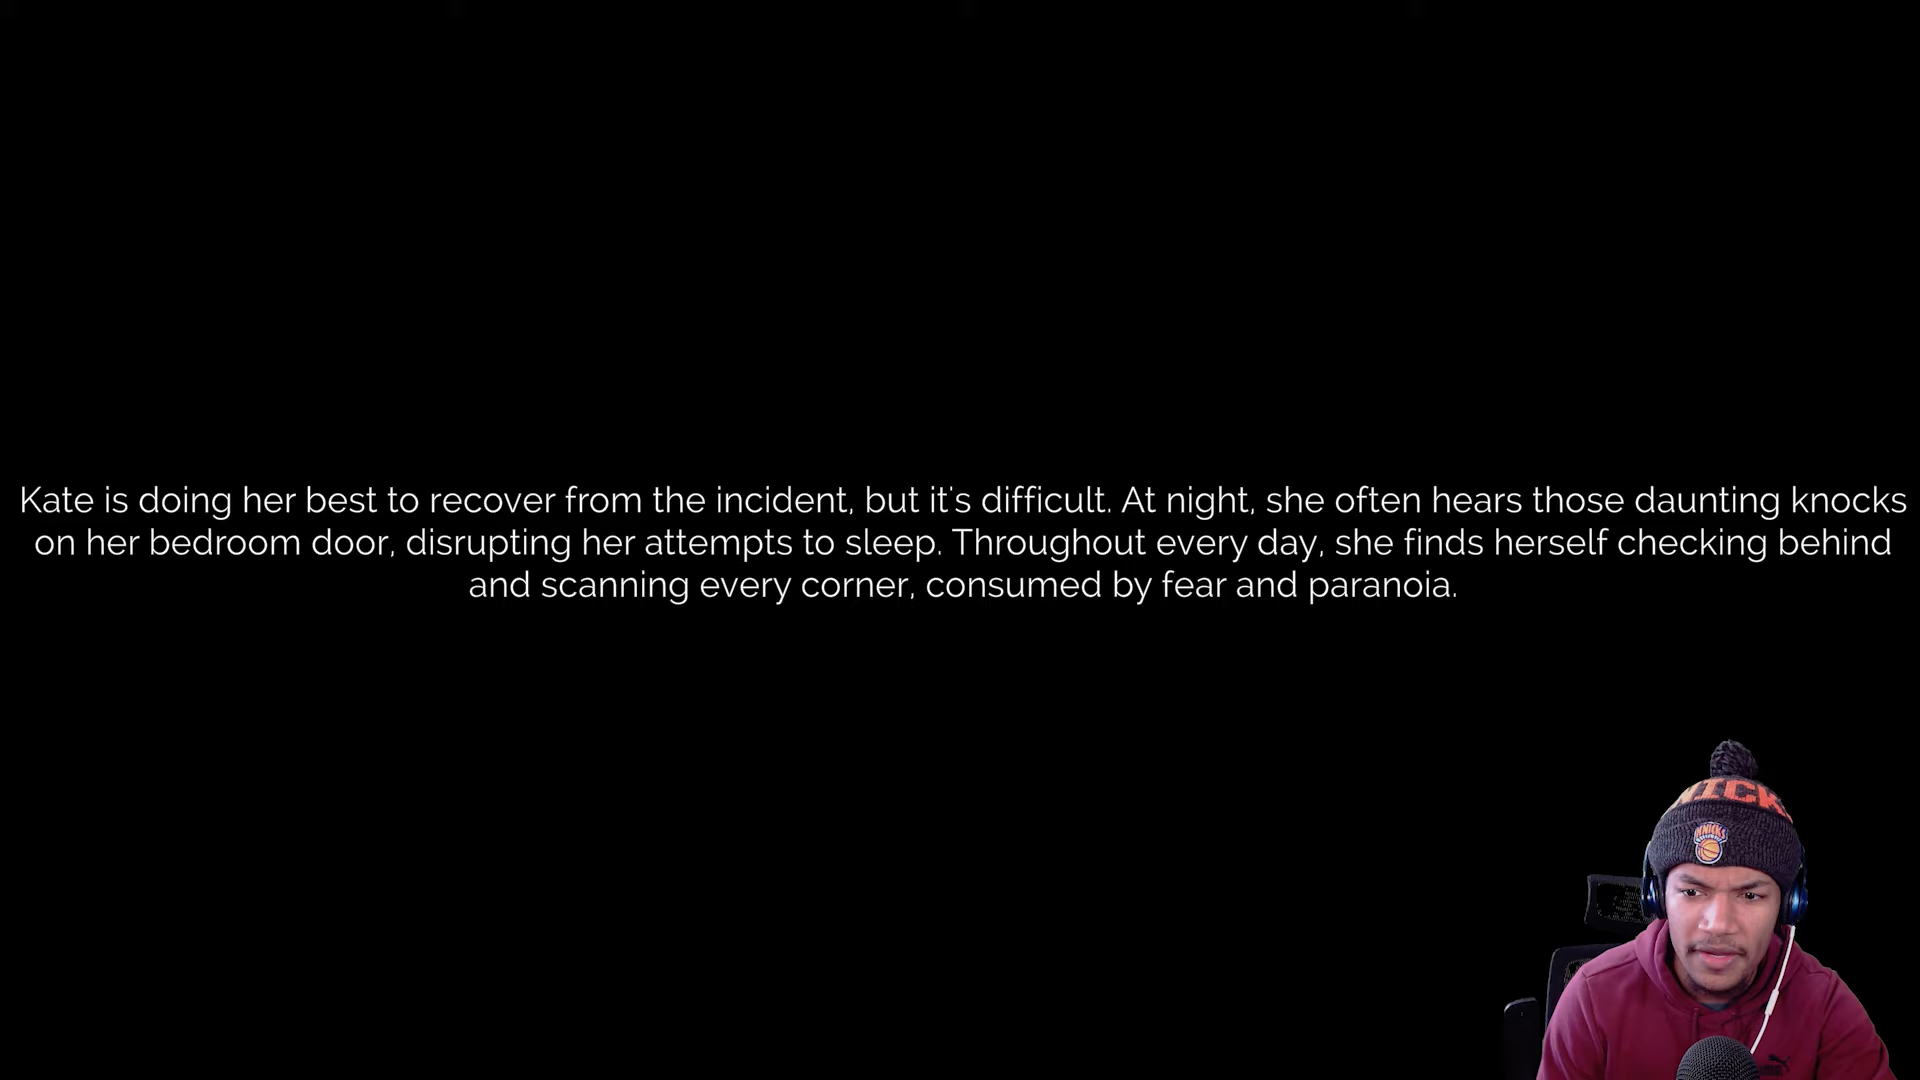 Kate is doing her best to recover from the incident, but it's difficult. At night, she often hears those daunting knocks
on her bedroom door, disrupting her attempts to sleep. Throughout every day, she finds herself checking behind
and scanning every corner, consumed by fear and paranoia.
NICK
KNICKS